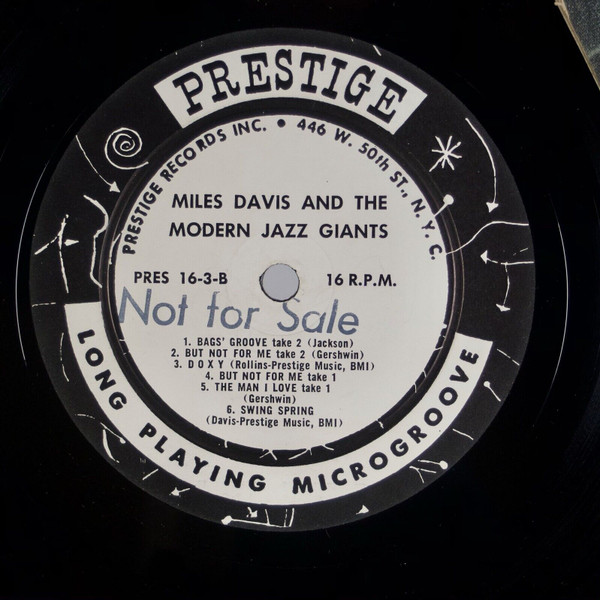 PRESTIGE
PRESTIGE RECORDS INC. • 446 W. 50th ST., N.Y.C.
MILES DAVIS AND THE
MODERN JAZZ GIANTS
PRES 16-3-B 16 R.P.M.
Not for Sale
1. BAGS' GROOVE take 2 (Jackson)
2. BUT NOT FOR ME take 2 (Gershwin)
3. DOXY (Rollins-Prestige Music, BMI)
4. BUT NOT FOR ME take 1
5. THE MAN I LOVE take 1
(Gershwin)
6. SWING SPRING
(Davis-Prestige Music, BMI)
LONG PLAYING MICROGROOVE